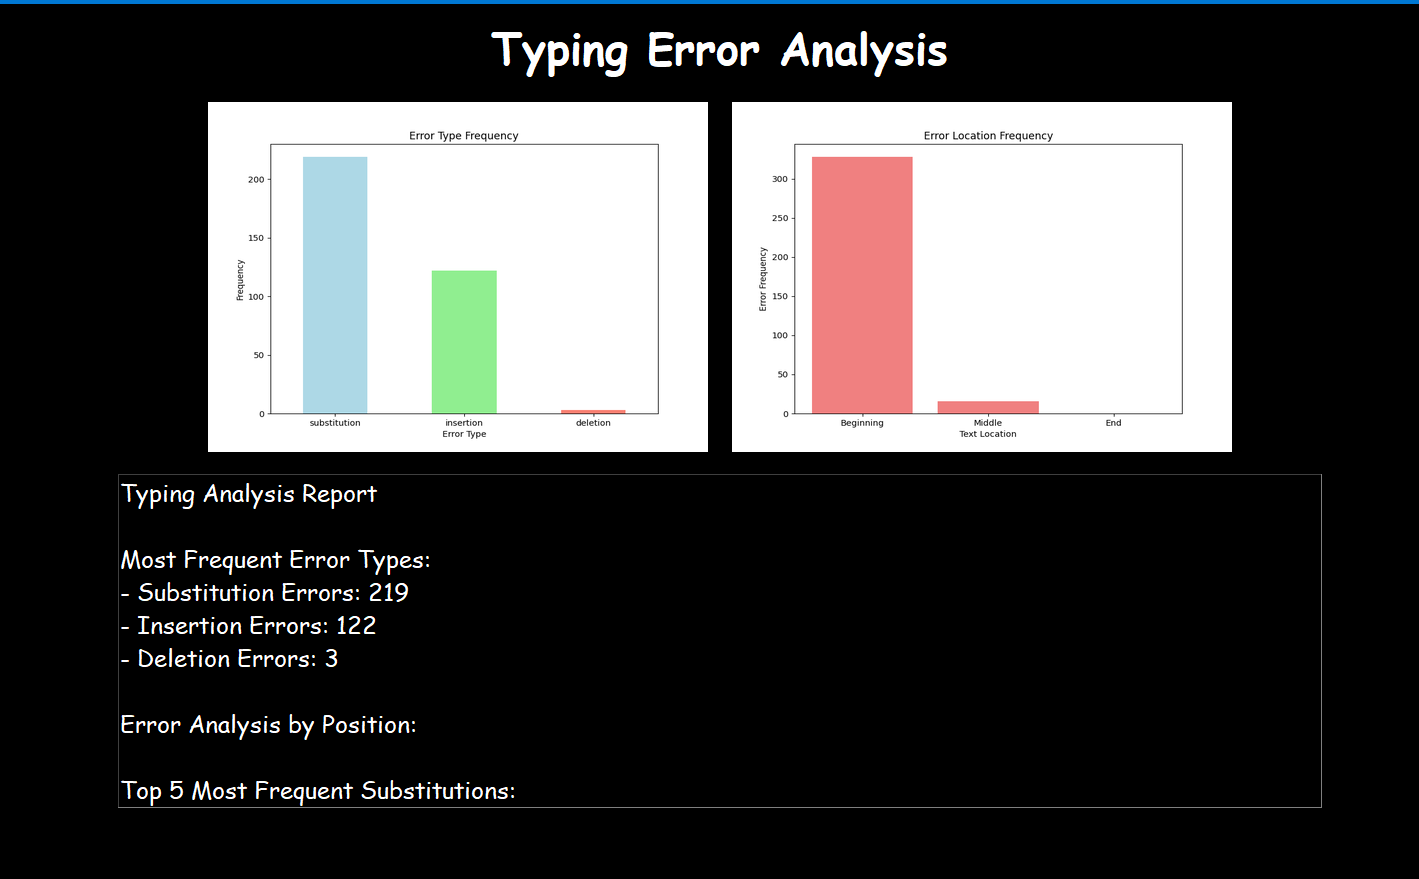 Typing Error Analysis
Error Type Frequency
Frequency
200
150
100
50
0
substitution
insertion
deletion
Error Type
Error Location Frequency
Error Frequency
300
250
200
150
100
50
0
Beginning
Middle
End
Text Location
Typing Analysis Report
Most Frequent Error Types:
- Substitution Errors: 219
- Insertion Errors: 122
- Deletion Errors: 3
Error Analysis by Position:
Top 5 Most Frequent Substitutions: